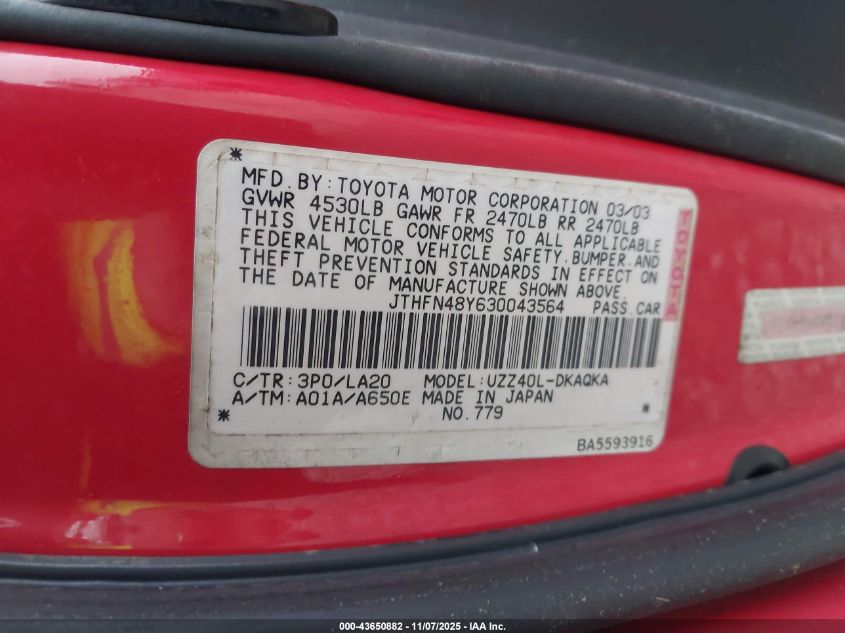 MFD.BY:TOYOTA MOTOR CORPORATION 03/03
GVWR 4530LB GAWR FR 2470LB RR 2470LB
THIS VEHICLE CONFORMS TO ALL APPLICABLE
FEDERAL MOTOR VEHICLE SAFETY,BUMPER,AND
THEFT PREVENTION STANDARDS IN EFFECT ON
THE DATE OF MANUFACTURE SHOWN ABOVE.
JTHFN48Y630043564 PASS.CAR
TOYOTA
C/TR:3P0/LA20 MODEL:UZZ40L-DKAQKA
A/TM:A01A/A650E MADE IN JAPAN
NO.779
BA5593916
000-43650882 - 11/07/2025 - IAA Inc.